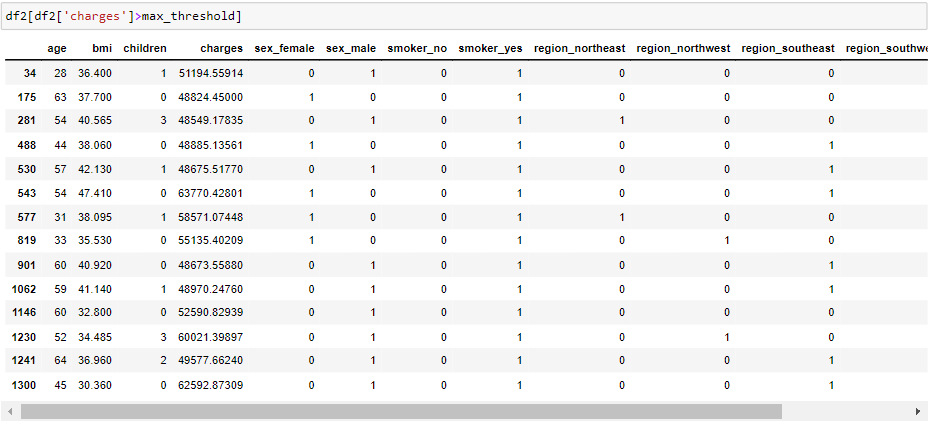 df2[df2['charges']>max_threshold]
age bmi children charges sex_female sex_male smoker_no smoker_yes region_northeast region_northwest region_southeast region_southwe
34 28 36.400 1 51194.55914 0 1 0 1 0 0 0
175 63 37.700 0 48824.45000 1 0 0 1 0 0 0
281 54 40.565 3 48549.17835 0 1 0 1 1 0 0
488 44 38.060 0 48885.13561 1 0 0 1 0 0 1
530 57 42.130 1 48675.51770 0 1 0 1 0 0 1
543 54 47.410 0 63770.42801 1 0 0 1 0 0 1
577 31 38.095 1 58571.07448 1 0 0 1 1 0 0
819 33 35.530 0 55135.40209 1 0 0 1 0 1 0
901 60 40.920 0 48673.55880 0 1 0 1 0 0 1
1062 59 41.140 1 48970.24760 0 1 0 1 0 0 1
1146 60 32.800 0 52590.82939 0 1 0 1 0 0 0
1230 52 34.485 3 60021.39897 0 1 0 1 0 1 0
1241 64 36.960 2 49577.66240 0 1 0 1 0 0 1
1300 45 30.360 0 62592.87309 0 1 0 1 0 0 1